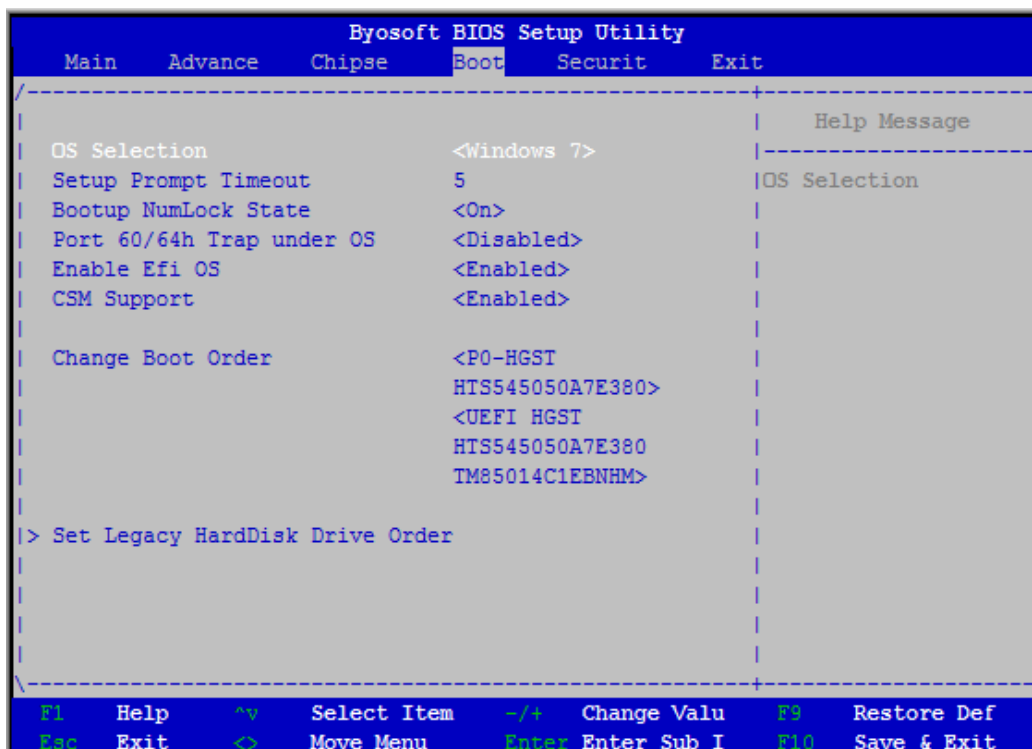 Byosoft BIOS Setup Utility
Main Advance Chipse Boot Securit Exit
Help Message
OS Selection <Windows 7>
Setup Prompt Timeout 5 OS Selection
Bootup NumLock State <On>
Port 60/64h Trap under OS <Disabled>
Enable Efi OS <Enabled>
CSM Support <Enabled>
Change Boot Order <P0-HGST
HTS545050A7E380>
<UEFI HGST
HTS545050A7E380
TM85014C1EBNHM>
> Set Legacy HardDisk Drive Order
F1 Help ^v Select Item -/+ Change Valu F9 Restore Def
Esc Exit <> Move Menu Enter Enter Sub I F10 Save & Exit